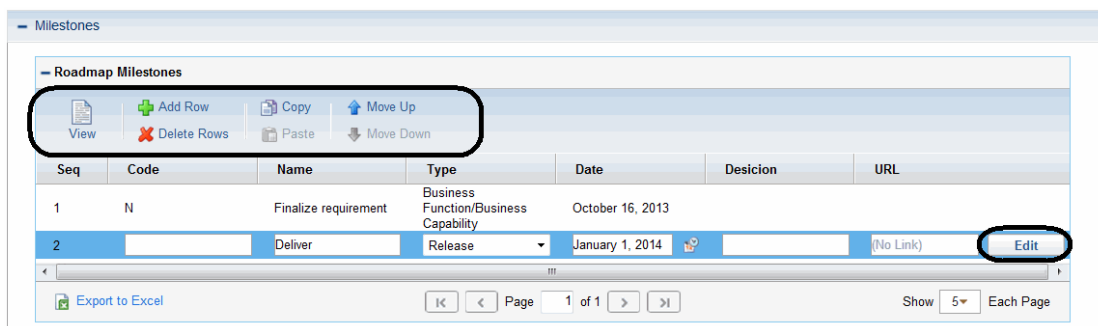 Milestones
Roadmap Milestones
Add Row Copy Move Up
View Delete Rows Paste Move Down
Seq Code Name Type Date Desicion URL
1 N Finalize requirement Business Function/Business Capability October 16, 2013
2 Deliver Release January 1, 2014 (No Link) Edit
Export to Excel Page 1 of 1 Show 5 Each Page